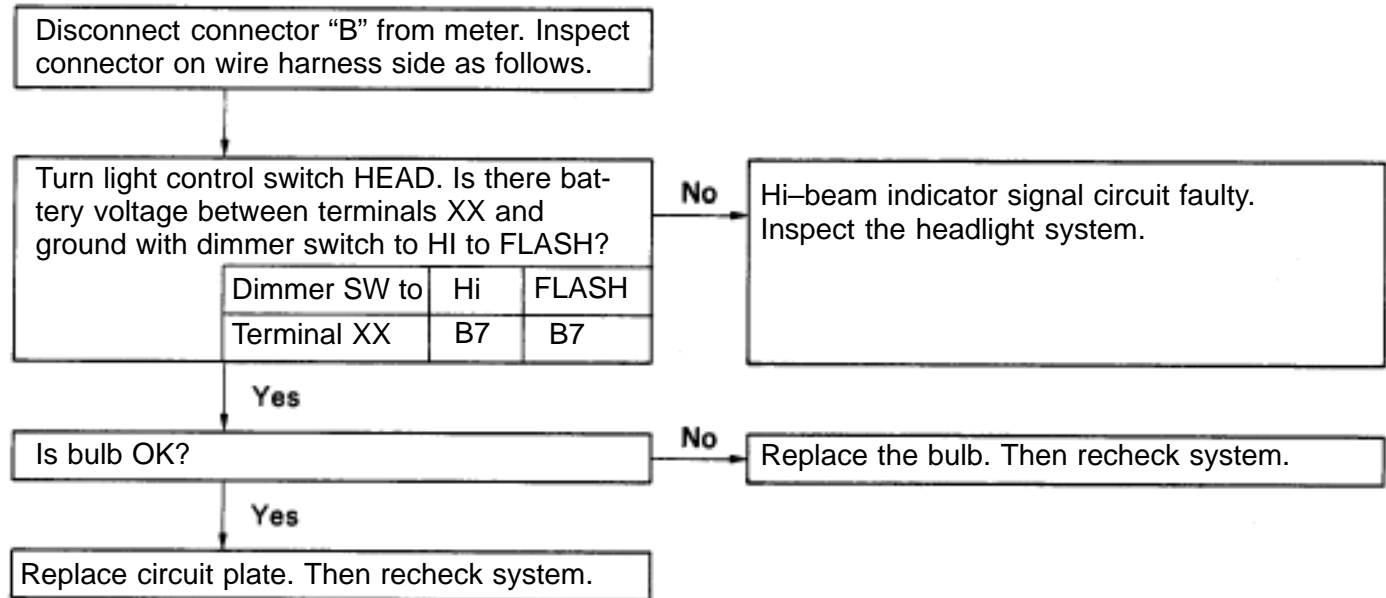 Disconnect connector “B” from meter. Inspect
connector on wire harness side as follows.
Turn light control switch HEAD. Is there bat-
tery voltage between terminals XX and
ground with dimmer switch to HI to FLASH?
Dimmer SW to Hi FLASH
Terminal XX B7 B7
No
Hi–beam indicator signal circuit faulty.
Inspect the headlight system.
Yes
Is bulb OK?
No
Replace the bulb. Then recheck system.
Yes
Replace circuit plate. Then recheck system.